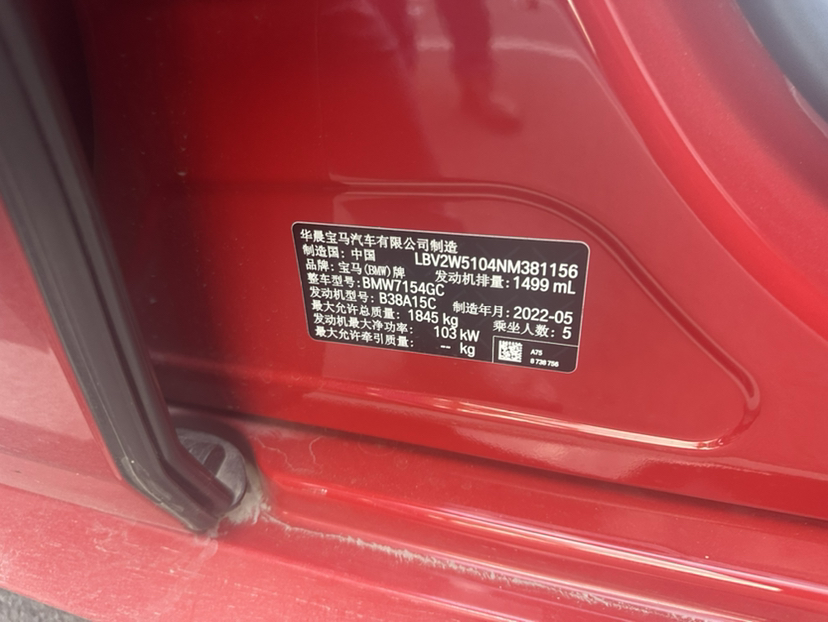 华晨宝马汽车有限公司制造
制造国: 中国 LBV2W5104NM381156
品牌: 宝马(BMW)牌 发动机排量: 1499 mL
整车型号: BMW7154GC
发动机型号: B38A15C 制造年月: 2022-05
最大允许总质量: 1845 kg 乘坐人数: 5
发动机最大净功率: 103 kW
最大允许牵引质量: -- kg
A75
8 736 756